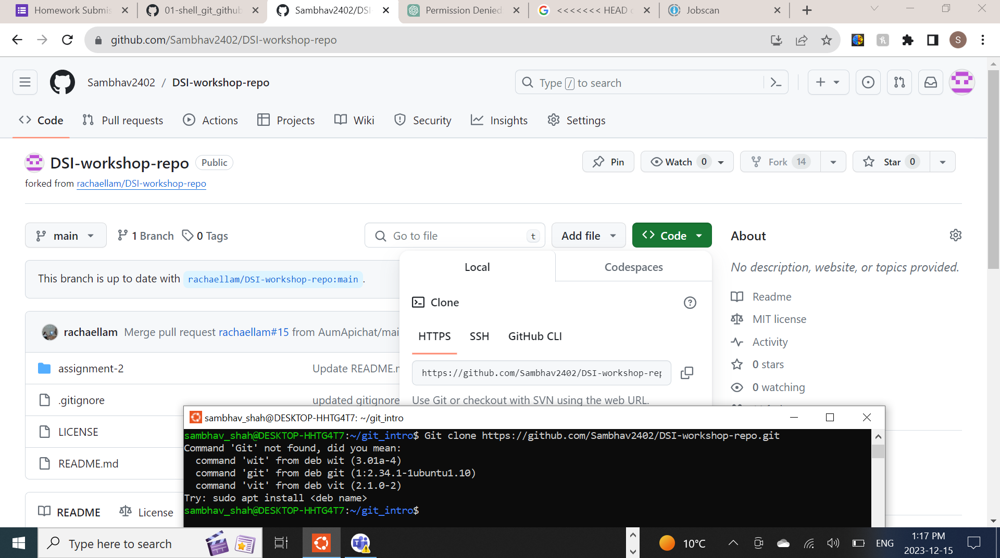 Homework Submis
01-shell_git_github
Sambhav2402/DSI-
Permission Denied
<<<<<<< HEAD
Jobscan
github.com/Sambhav2402/DSI-workshop-repo
S
Sambhav2402 / DSI-workshop-repo
Type / to search
Code
Pull requests
Actions
Projects
Wiki
Security
Insights
Settings
DSI-workshop-repo Public
Pin
Watch 0
Fork 14
Star 0
forked from rachaellam/DSI-workshop-repo
main
1 Branch
0 Tags
Go to file t
Add file
Code
About
Local
Codespaces
No description, website, or topics provided.
This branch is up to date with rachaellam/DSI-workshop-repo:main .
Clone
Readme
MIT license
rachaellam Merge pull request rachaellam#15 from AumApichat/mai
HTTPS
SSH
GitHub CLI
Activity
assignment-2
Update README.m
https://github.com/Sambhav2402/DSI-workshop-rep
0 stars
0 watching
.gitignore
updated gitignore
Use Git or checkout with SVN using the web URL.
LICENSE
README.md
README
License
sambhav_shah@DESKTOP-HHTG4T7: ~/git_intro
sambhav_shah@DESKTOP-HHTG4T7:~/git_intro$ Git clone https://github.com/Sambhav2402/DSI-workshop-repo.git
Command 'Git' not found, did you mean:
command 'wit' from deb wit (3.01a-4)
command 'git' from deb git (1:2.34.1-1ubuntu1.10)
command 'vit' from deb vit (2.1.0-2)
Try: sudo apt install <deb name>
sambhav_shah@DESKTOP-HHTG4T7:~/git_intro$
Type here to search
10°C
ENG
1:17 PM
2023-12-15